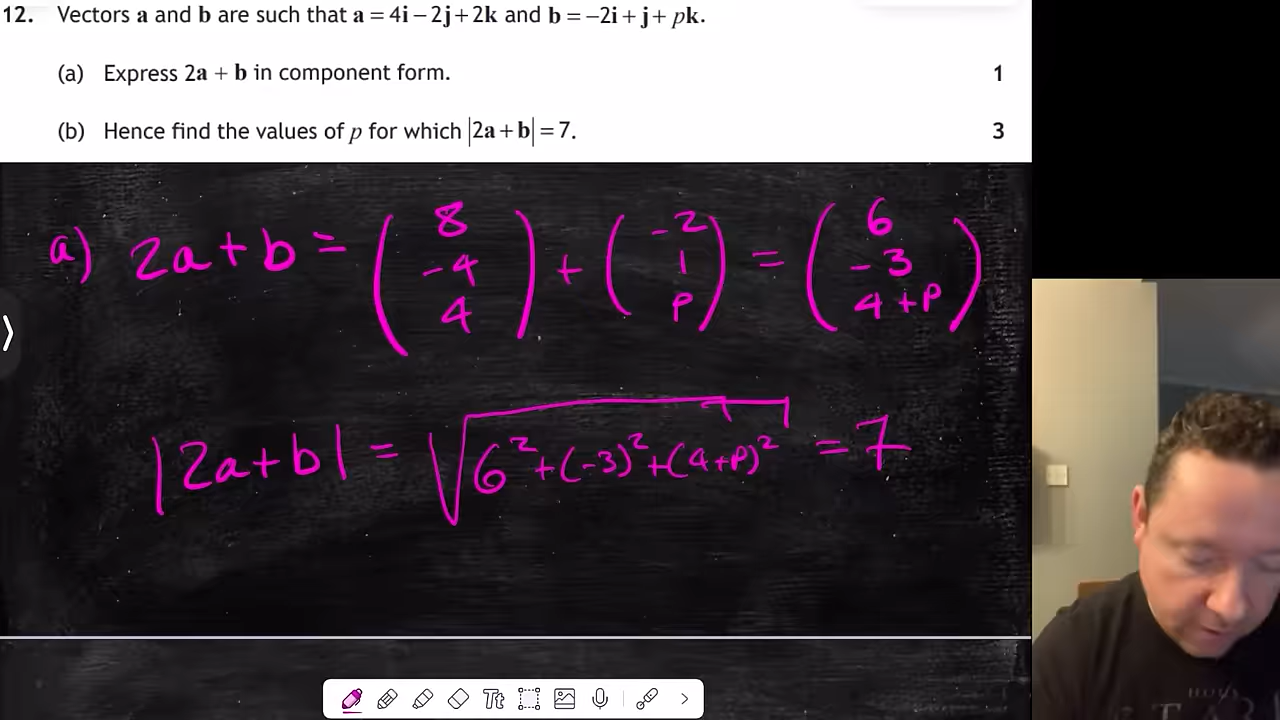 12. Vectors a and b are such that a = 4i − 2j + 2k and b = −2i + j + pk.
(a) Express 2a + b in component form. 1
(b) Hence find the values of p for which |2a + b| = 7. 3
a) 2a + b = (8 -4 4) + (-2 1 p) = (6 -3 4+p)
|2a+b| = √6²+(-3)²+(4+p)² = 7
Tt